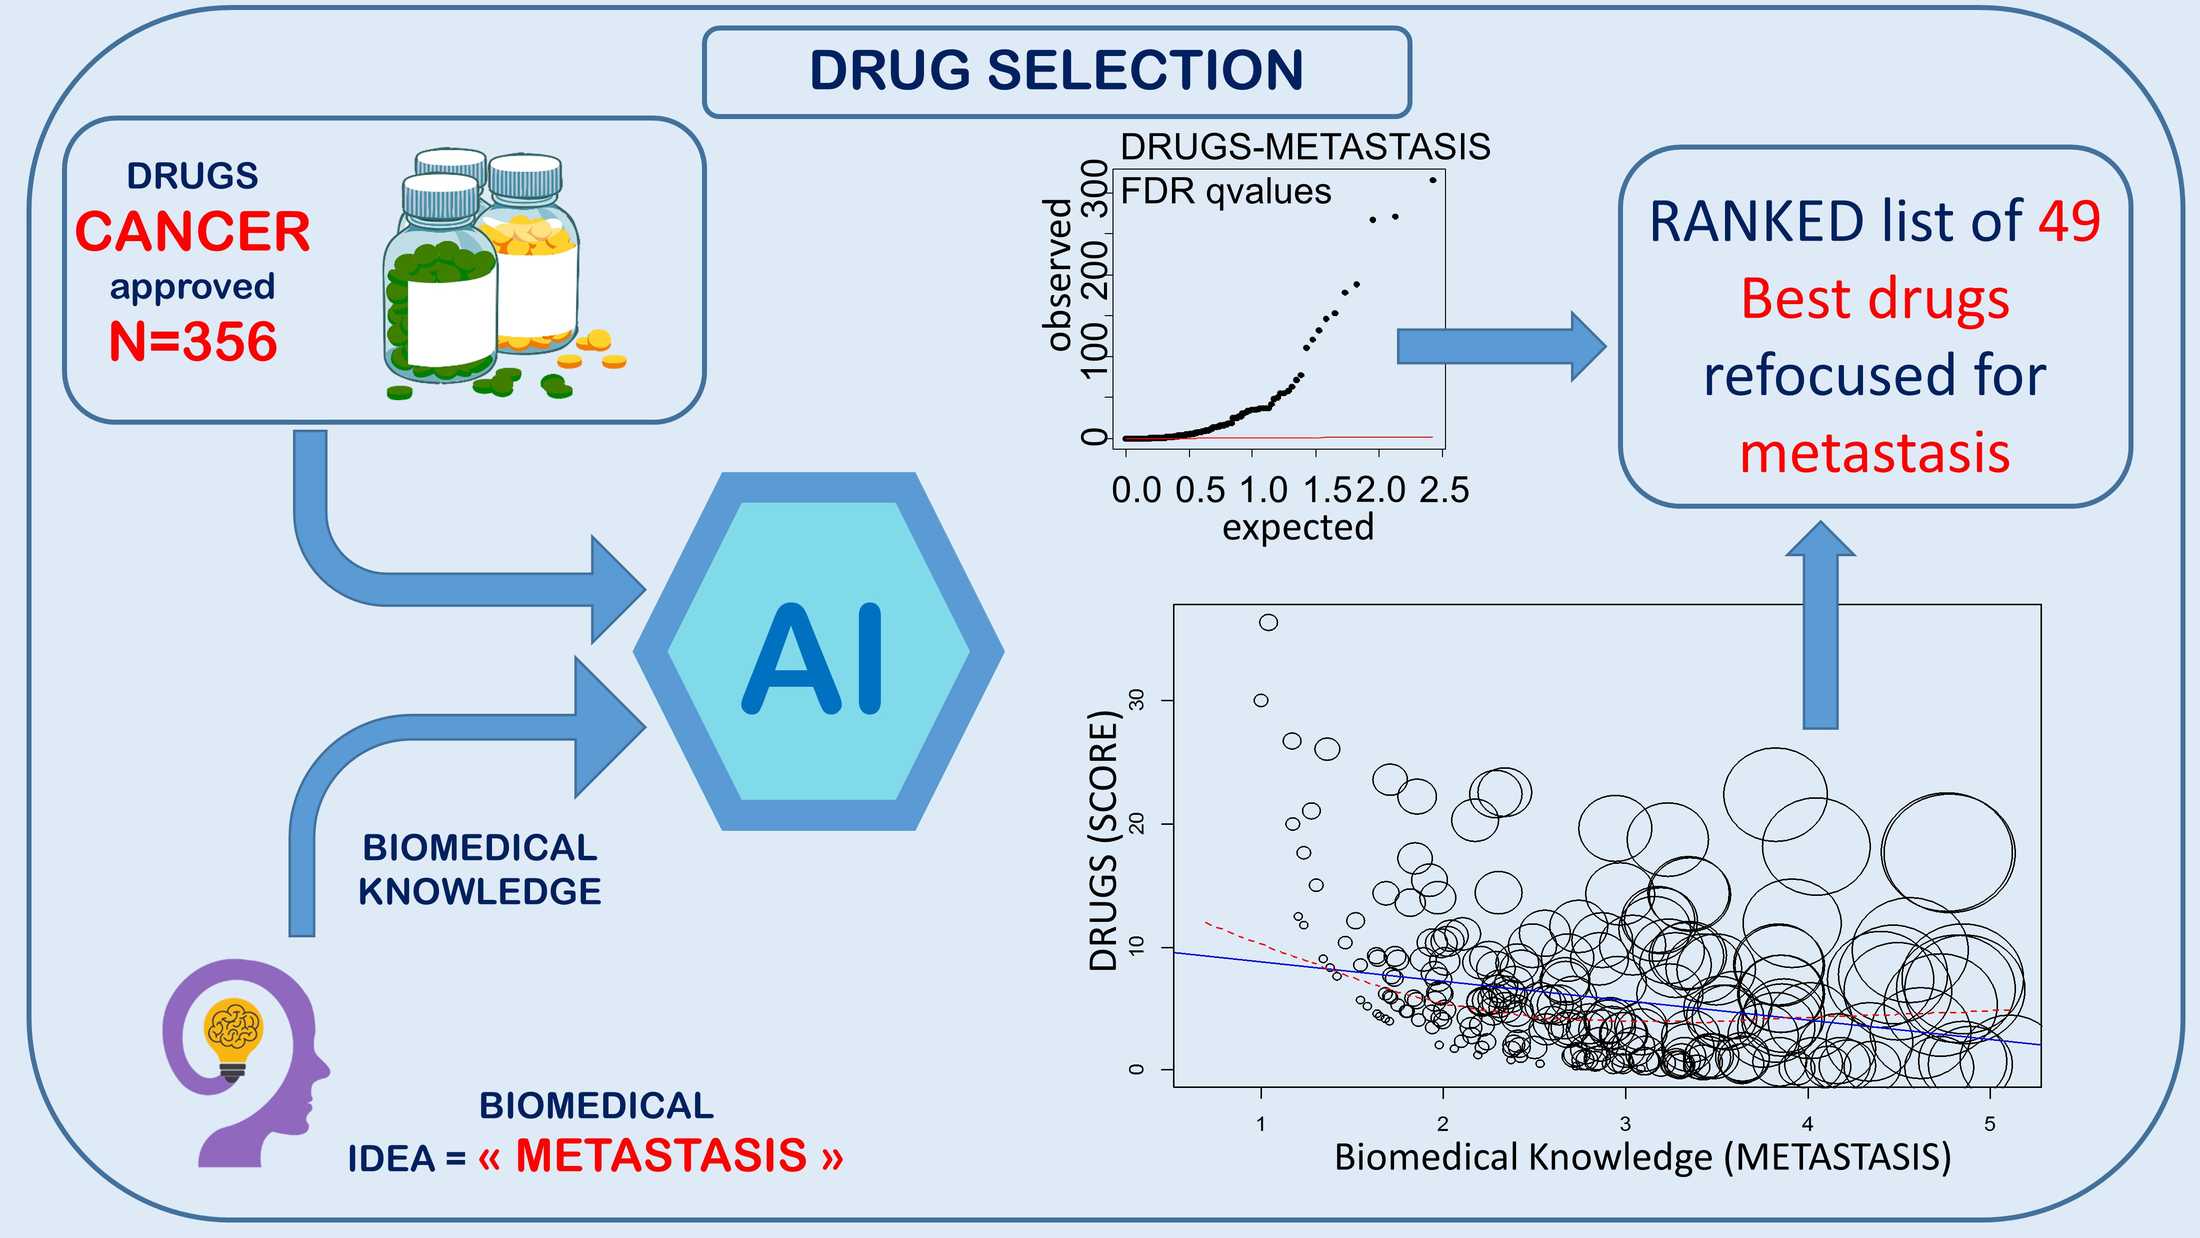 DRUG SELECTION
DRUGS
CANCER
approved
N=356
BIOMEDICAL
KNOWLEDGE
BIOMEDICAL
IDEA = « METASTASIS »
AI
DRUGS-METASTASIS
FDR qvalues
observed
0 100 200 300
0.0 0.5 1.0 1.5 2.0 2.5
expected
RANKED list of 49
Best drugs
refocused for
metastasis
DRUGS (SCORE)
0 10 20 30
1 2 3 4 5
Biomedical Knowledge (METASTASIS)